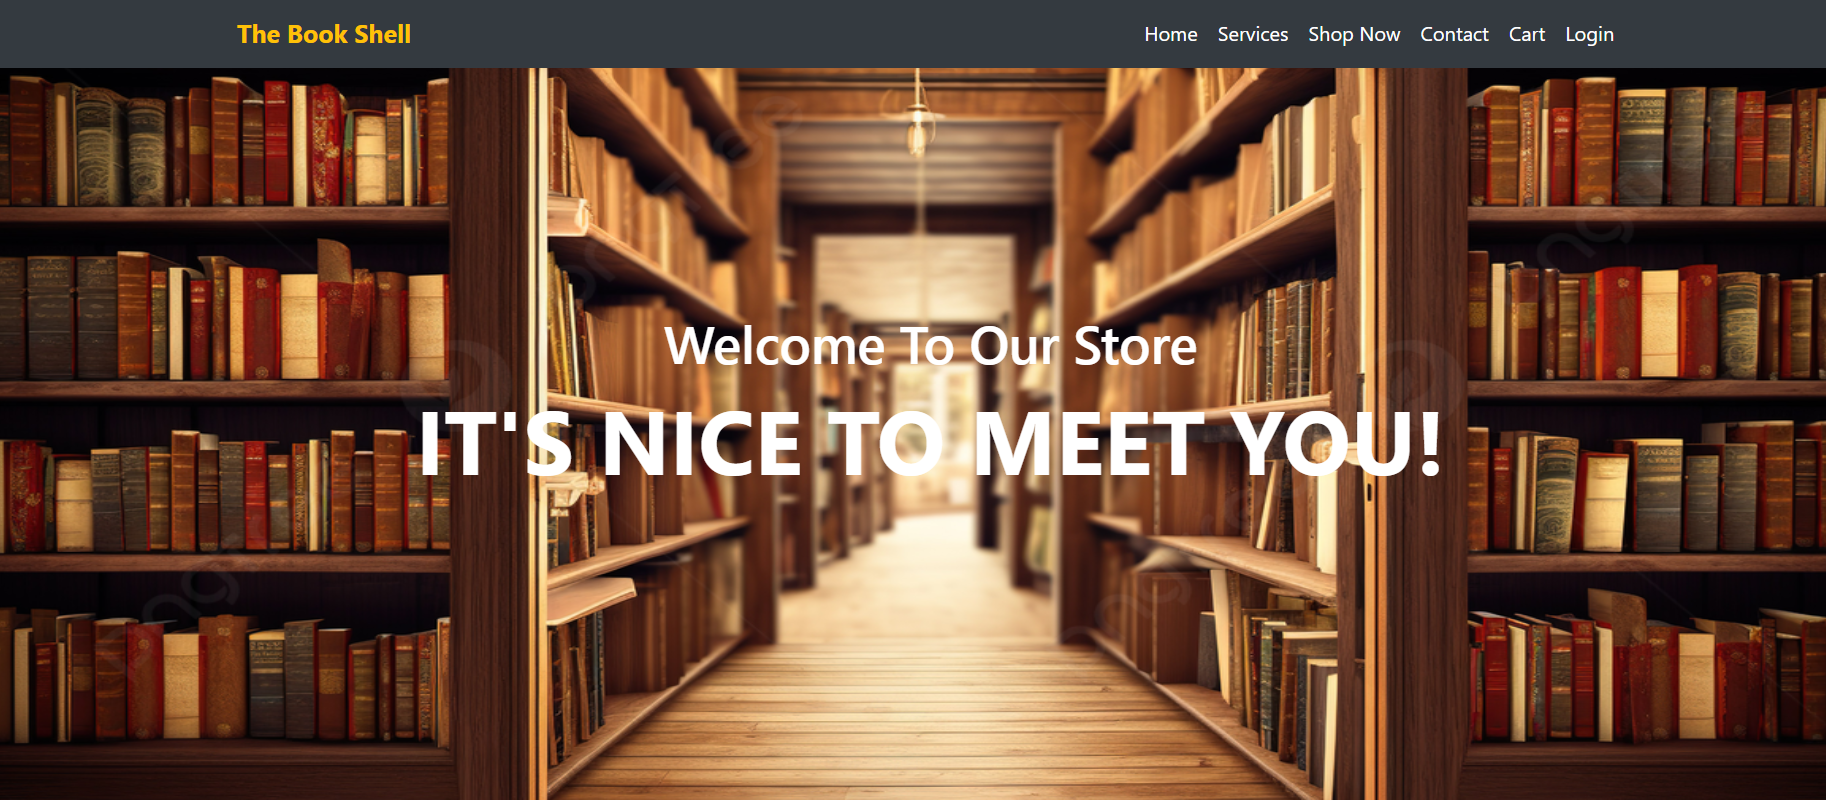 The Book Shell
Home Services Shop Now Contact Cart Login
Welcome To Our Store
IT'S NICE TO MEET YOU!